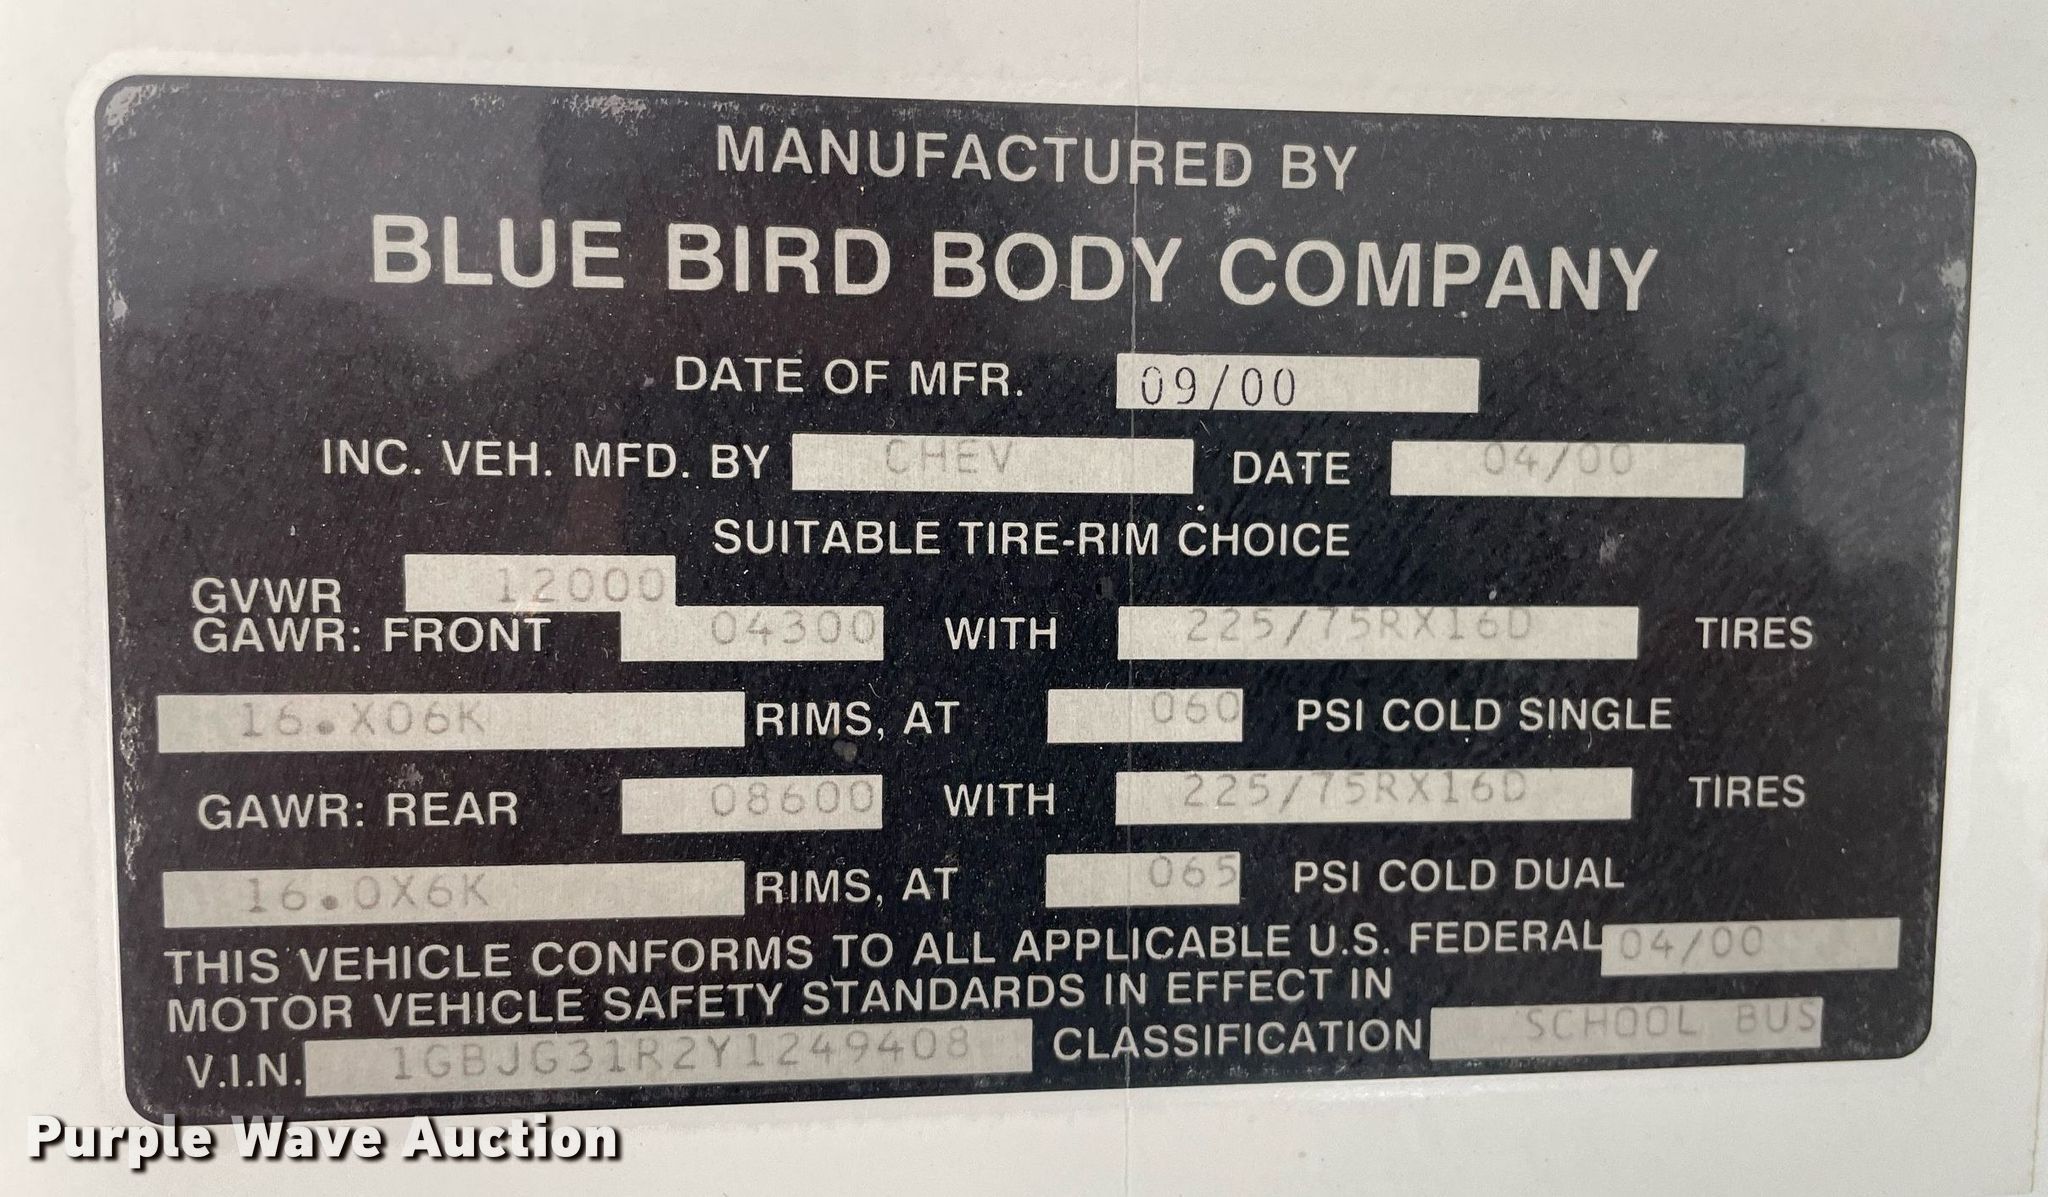 MANUFACTURED BY
BLUE BIRD BODY COMPANY
DATE OF MFR. 09/00
INC. VEH. MFD. BY CHEV DATE 04/00
SUITABLE TIRE-RIM CHOICE
GVWR 12000
GAWR: FRONT 04300 WITH 225/75RX16D TIRES
16.X06K RIMS, AT 060 PSI COLD SINGLE
GAWR: REAR 08600 WITH 225/75RX16D TIRES
16.0X6K RIMS, AT 065 PSI COLD DUAL
THIS VEHICLE CONFORMS TO ALL APPLICABLE U.S. FEDERAL 04/00
MOTOR VEHICLE SAFETY STANDARDS IN EFFECT IN
V.I.N. 1GBJG31R2Y1249408 CLASSIFICATION SCHOOL BUS
Purple Wave Auction